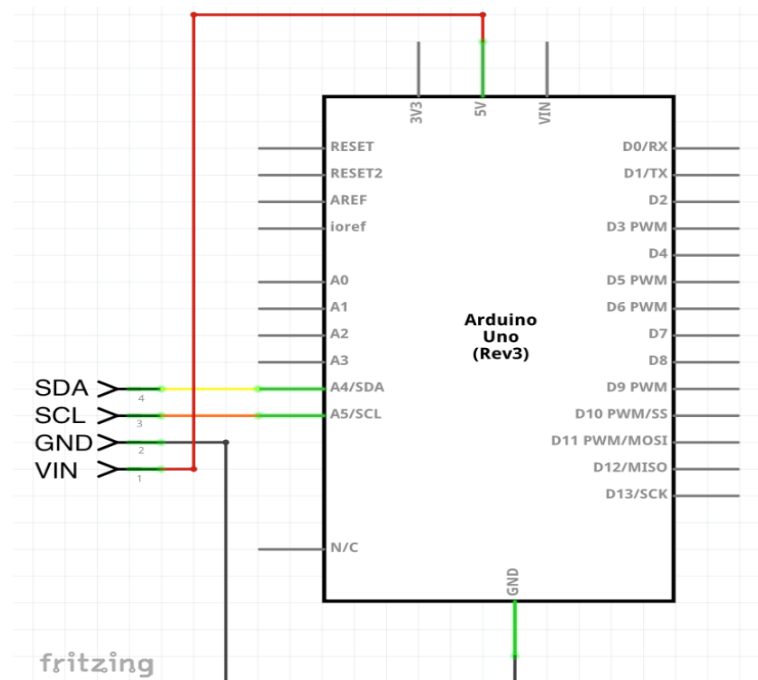 3V3 5V VIN
RESET D0/RX
RESET2 D1/TX
AREF D2
ioref D3 PWM
D4
A0 D5 PWM
A1 D6 PWM
Arduino
Uno
(Rev3)
A2 D7
A3 D8
SDA 4 A4/SDA D9 PWM
SCL 3 A5/SCL D10 PWM/SS
GND 2 D11 PWM/MOSI
VIN 1 D12/MISO
D13/SCK
N/C
GND
fritzing